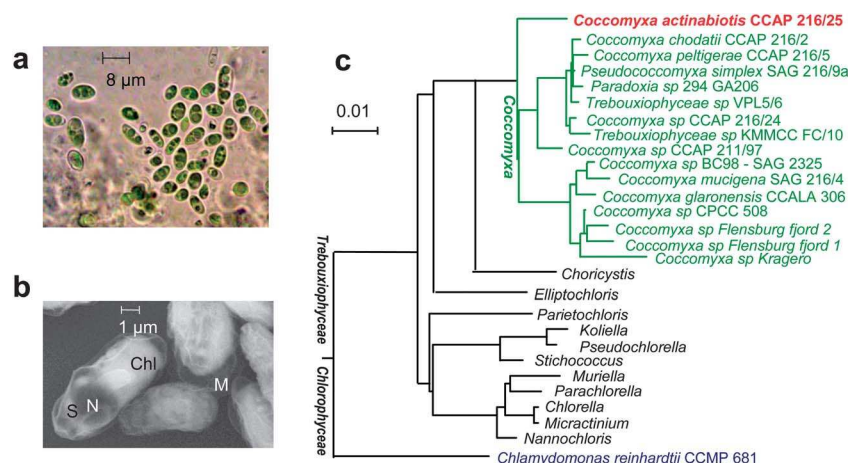 a
8 µm
b
1 µm
Chl
S
N
M
c
0.01
Trebouxiophyceae
Chlorophyceae
Coccomyxa
Coccomyxa actinabiotis CCAP 216/25
Coccomyxa chodatii CCAP 216/2
Coccomyxa peltigerae CCAP 216/5
Pseudococcomyxa simplex SAG 216/9a
Paradoxia sp 294 GA206
Trebouxiophyceae sp VPL5/6
Coccomyxa sp CCAP 216/24
Trebouxiophyceae sp KMMCC FC/10
Coccomyxa sp CCAP 211/97
Coccomyxa sp BC98 - SAG 2325
Coccomyxa mucigena SAG 216/4
Coccomyxa glaronensis CCALA 306
Coccomyxa sp CPCC 508
Coccomyxa sp Flensburg fjord 2
Coccomyxa sp Flensburg fjord 1
Coccomyxa sp Kragero
Choricystis
Elliptochloris
Parietochloris
Koliella
Pseudochlorella
Stichococcus
Muriella
Parachlorella
Chlorella
Micractinium
Nannochloris
Chlamydomonas reinhardtii CCMP 681